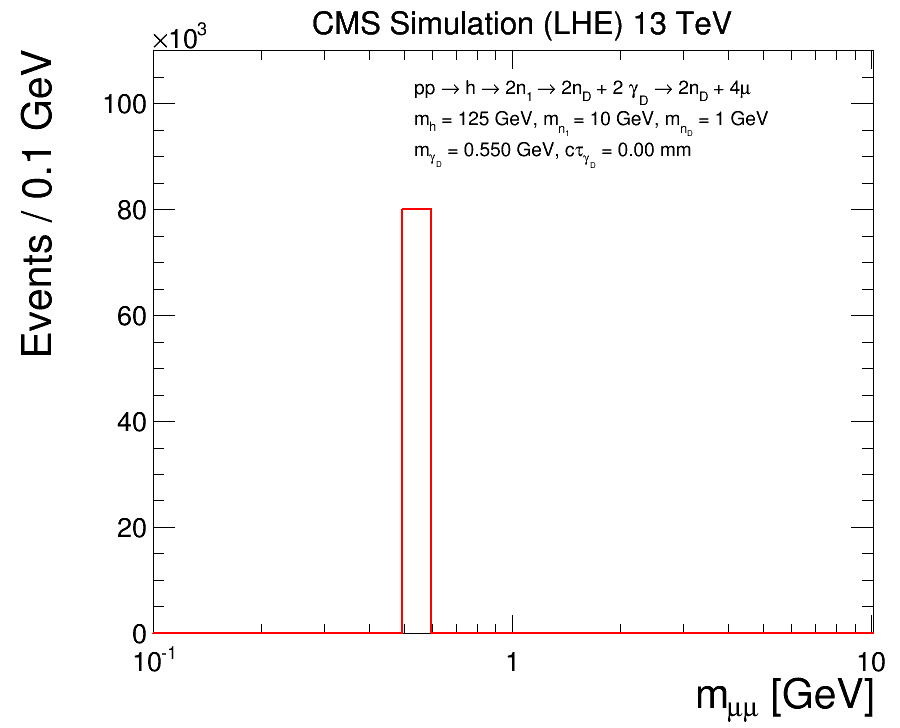 CMS Simulation (LHE) 13 TeV
×10³
Events / 0.1 GeV
pp → h → 2n₁ → 2n_D + 2 γ_D → 2n_D + 4μ
m_h = 125 GeV, m_n₁ = 10 GeV, m_n_D = 1 GeV
m_γ_D = 0.550 GeV, cτ_γ_D = 0.00 mm
100
80
60
40
20
0
10⁻¹ 1 10
m_μμ [GeV]